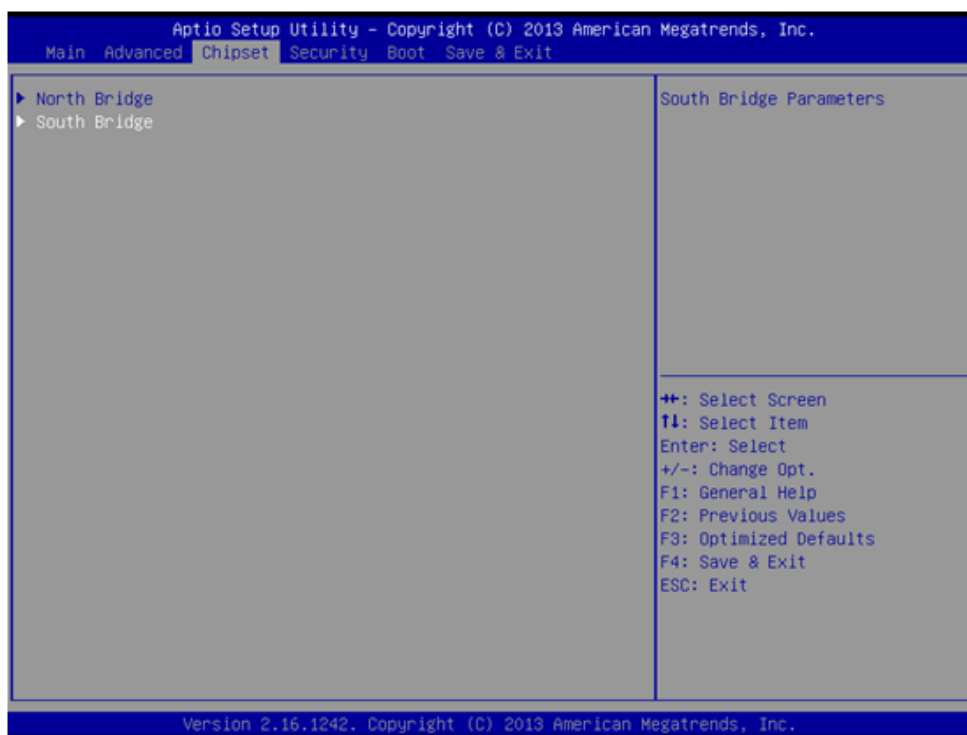 Aptio Setup Utility – Copyright (C) 2013 American Megatrends, Inc.
Main Advanced Chipset Security Boot Save & Exit
▶ North Bridge
▶ South Bridge
South Bridge Parameters
→←: Select Screen
↑↓: Select Item
Enter: Select
+/-: Change Opt.
F1: General Help
F2: Previous Values
F3: Optimized Defaults
F4: Save & Exit
ESC: Exit
Version 2.16.1242. Copyright (C) 2013 American Megatrends, Inc.